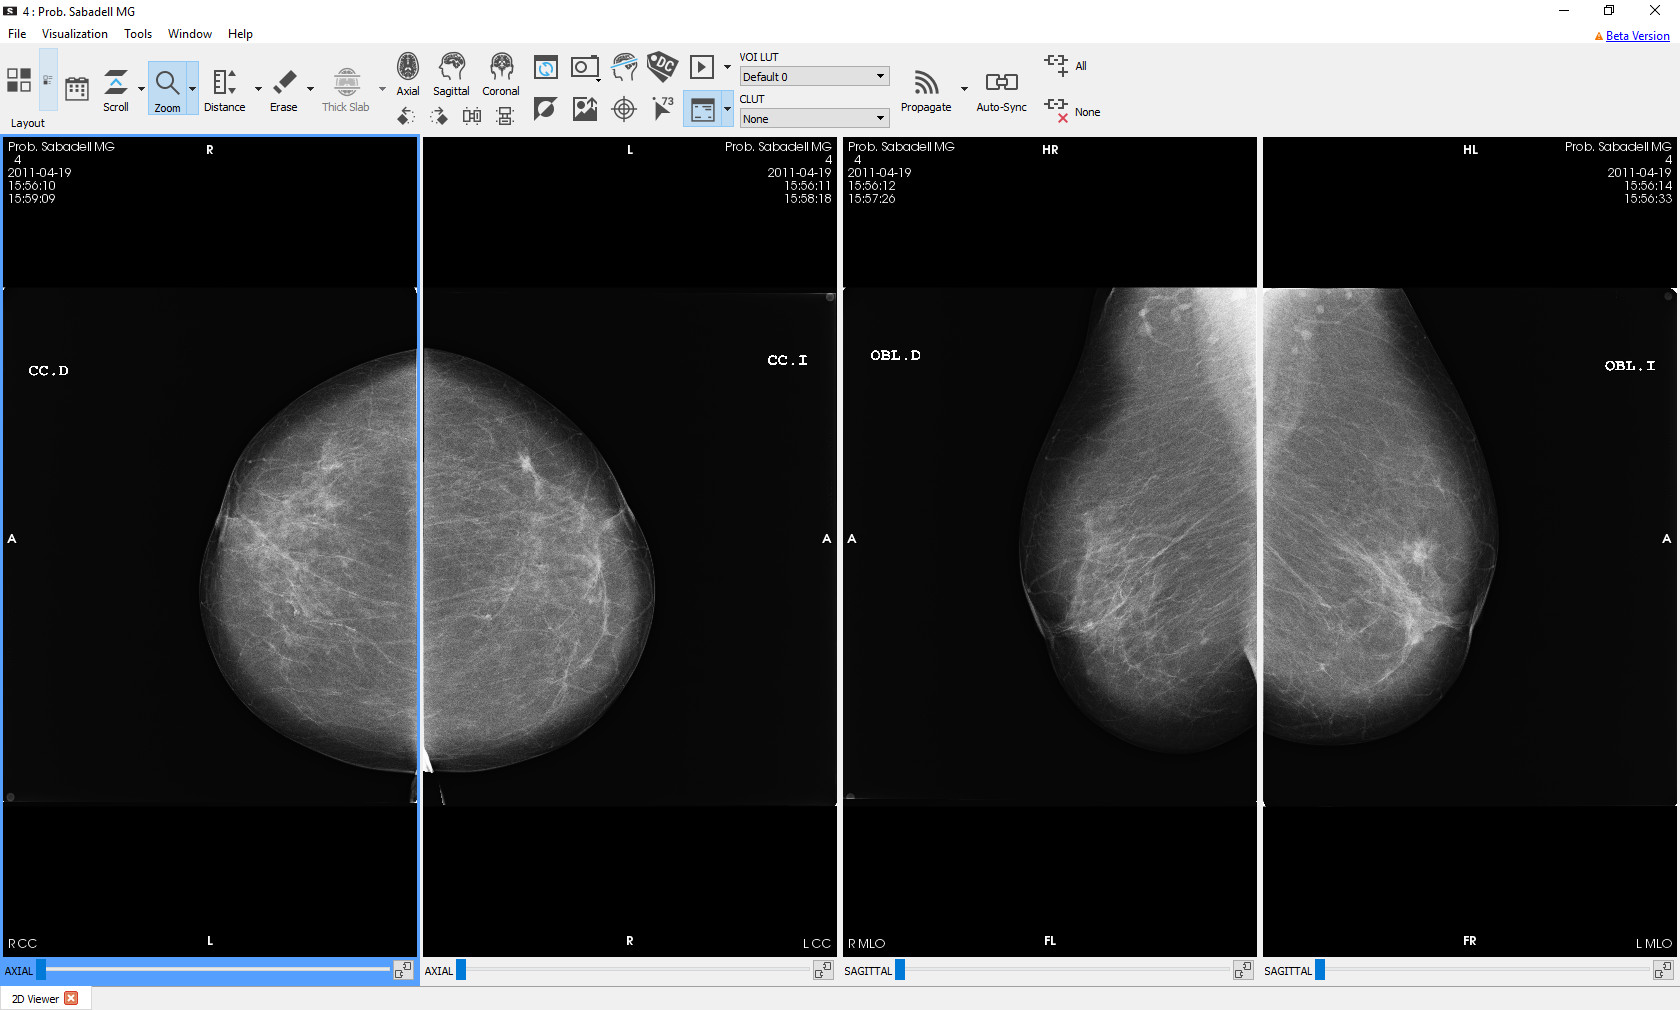 4 : Prob. Sabadell MG
File Visualization Tools Window Help
Beta Version
Layout
Scroll
Zoom
Distance
Erase
Thick Slab
Axial
Sagittal
Coronal
DC
73
VOI LUT
Default 0
CLUT
None
Propagate
Auto-Sync
All
None
Prob. Sabadell MG
4
2011-04-19
15:56:10
15:59:09
R
CC.D
A
R CC
L
AXIAL
L
Prob. Sabadell MG
4
2011-04-19
15:56:11
15:58:18
CC.I
A
R
L CC
AXIAL
Prob. Sabadell MG
4
2011-04-19
15:56:12
15:57:26
HR
OBL.D
A
R MLO
FL
SAGITTAL
HL
Prob. Sabadell MG
4
2011-04-19
15:56:14
15:56:33
OBL.I
A
FR
L MLO
SAGITTAL
2D Viewer